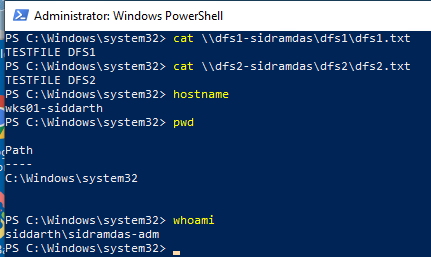 Administrator: Windows PowerShell
PS C:\Windows\system32> cat \\dfs1-sidramdas\dfs1\dfs1.txt
TESTFILE DFS1
PS C:\Windows\system32> cat \\dfs2-sidramdas\dfs2\dfs2.txt
TESTFILE DFS2
PS C:\Windows\system32> hostname
wks01-siddarth
PS C:\Windows\system32> pwd
Path
----
C:\Windows\system32
PS C:\Windows\system32> whoami
siddarth\sidramdas-adm
PS C:\Windows\system32>